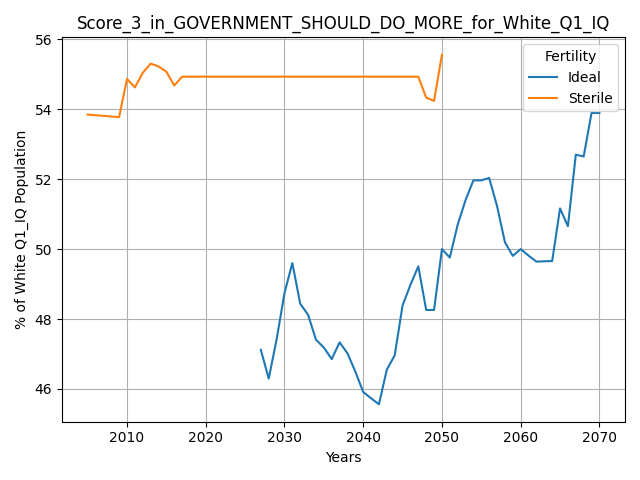 Score_3_in_GOVERNMENT_SHOULD_DO_MORE_for_White_Q1_IQ
Fertility
Ideal
Sterile
% of White Q1_IQ Population
56
54
52
50
48
46
2010
2020
2030
2040
2050
2060
2070
Years